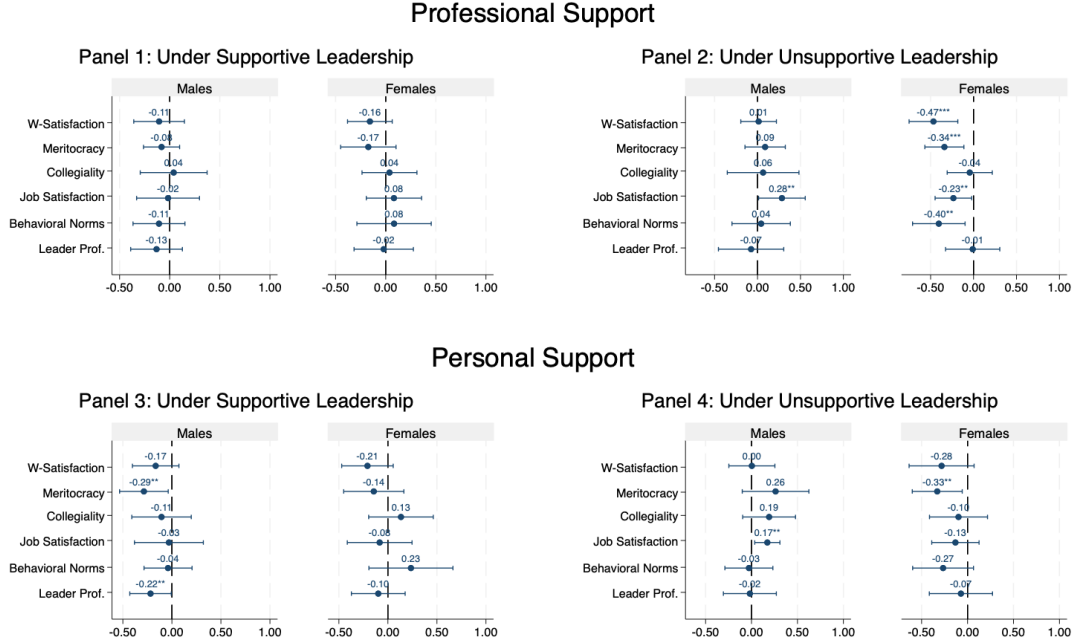 Professional Support
Panel 1: Under Supportive Leadership
Males
Females
W-Satisfaction
-0.11
-0.16
Meritocracy
-0.08
-0.17
Collegiality
0.04
0.04
Job Satisfaction
-0.02
0.08
Behavioral Norms
-0.11
0.08
Leader Prof.
-0.13
-0.02
-0.50 0.00 0.50 1.00
-0.50 0.00 0.50 1.00
Panel 2: Under Unsupportive Leadership
Males
Females
W-Satisfaction
0.01
-0.47***
Meritocracy
0.09
-0.34***
Collegiality
0.06
-0.04
Job Satisfaction
0.28**
-0.23**
Behavioral Norms
0.04
-0.40**
Leader Prof.
-0.07
-0.01
-0.50 0.00 0.50 1.00
-0.50 0.00 0.50 1.00
Personal Support
Panel 3: Under Supportive Leadership
Males
Females
W-Satisfaction
-0.17
-0.21
Meritocracy
-0.29**
-0.14
Collegiality
-0.11
0.13
Job Satisfaction
-0.03
-0.08
Behavioral Norms
-0.04
0.23
Leader Prof.
-0.22**
-0.10
-0.50 0.00 0.50 1.00
-0.50 0.00 0.50 1.00
Panel 4: Under Unsupportive Leadership
Males
Females
W-Satisfaction
0.00
-0.28
Meritocracy
0.26
-0.33**
Collegiality
0.19
-0.10
Job Satisfaction
0.17**
-0.13
Behavioral Norms
-0.03
-0.27
Leader Prof.
-0.02
-0.07
-0.50 0.00 0.50 1.00
-0.50 0.00 0.50 1.00